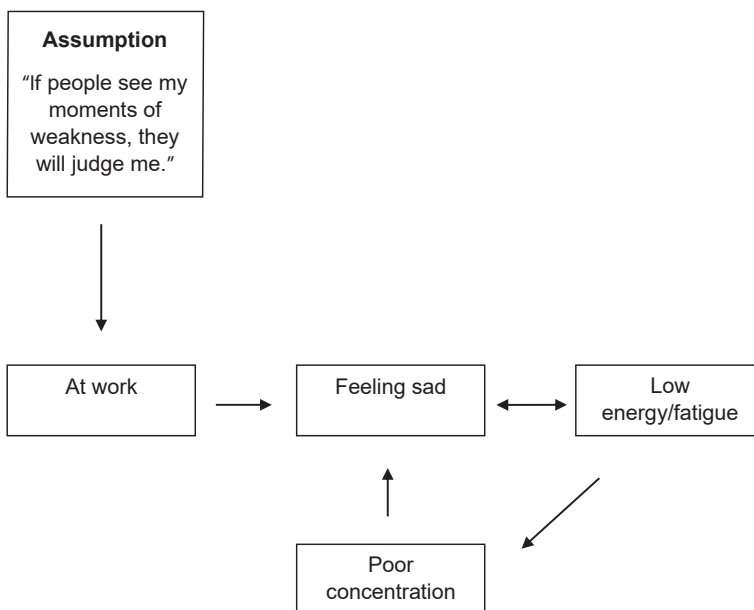 Assumption
"If people see my
moments of
weakness, they
will judge me."
At work
Feeling sad
Low
energy/fatigue
Poor
concentration